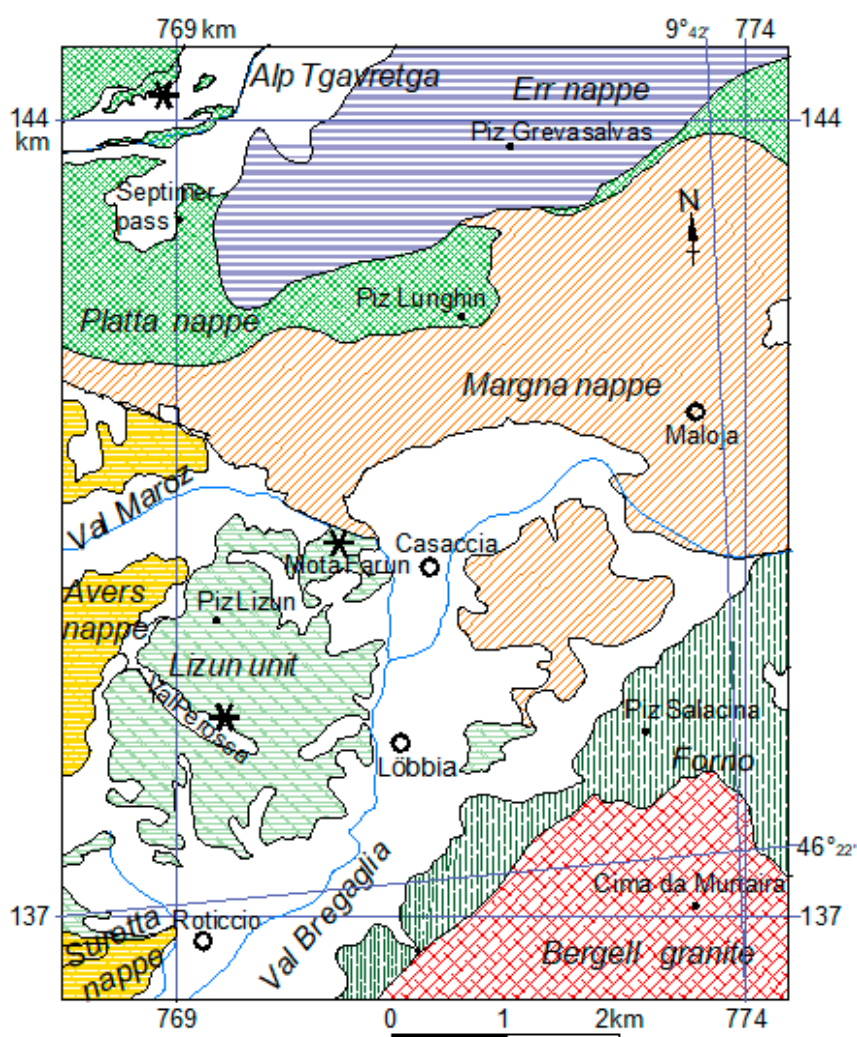 769 km
9°42'
774
Alp Tgavretga
Err nappe
144
km
Piz Grevasalvas
144
Septimer
pass
N
Piz Lunghin
Platta nappe
Margna nappe
Maloja
Val Maroz
Casaccia
Mota Farun
Avers
nappe
Piz Lizun
Lizun unit
Val Perossa
Piz Salacina
Löbbia
Forno
46°22'
Cima da Murtaira
137
Suretta
nappe
Roticcio
Val Bregaglia
137
Bergell granite
769
0
1
2km
774